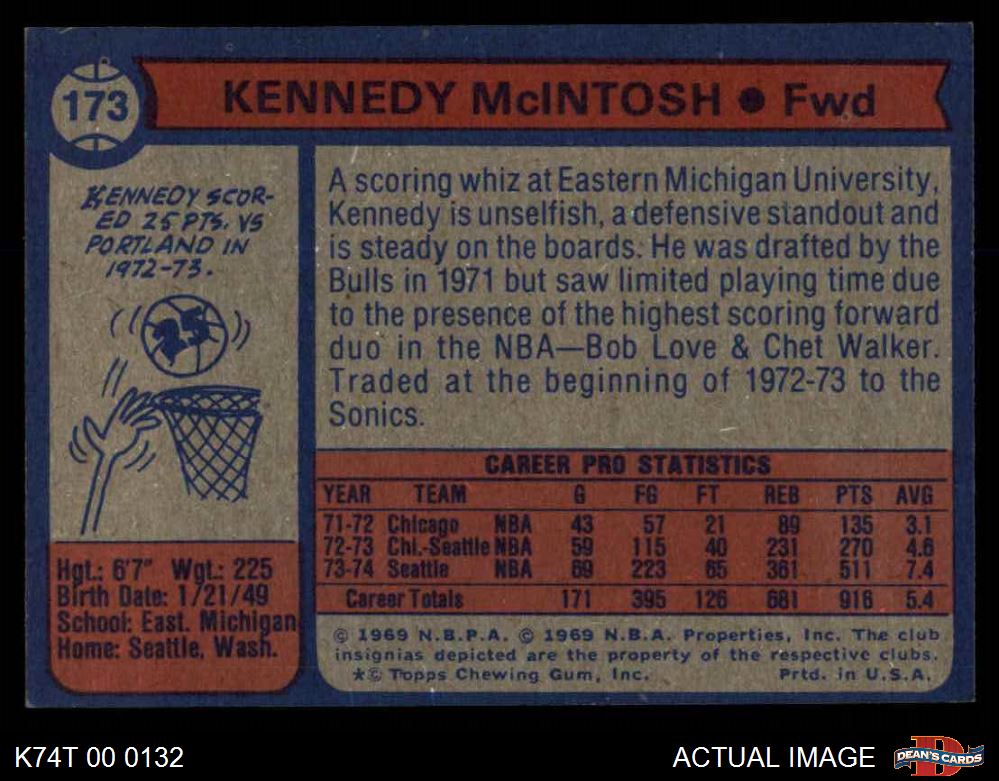 173
KENNEDY McINTOSH ● Fwd
KENNEDY SCOR-
ED 25 PTS. VS
PORTLAND IN
1972-73.
25
Hgt.: 6'7" Wgt.: 225
Birth Date: 1/21/49
School: East. Michigan
Home: Seattle, Wash.
A scoring whiz at Eastern Michigan University,
Kennedy is unselfish, a defensive standout and
is steady on the boards. He was drafted by the
Bulls in 1971 but saw limited playing time due
to the presence of the highest scoring forward
duo in the NBA—Bob Love & Chet Walker.
Traded at the beginning of 1972-73 to the
Sonics.
CAREER PRO STATISTICS
YEAR TEAM G FG FT REB PTS AVG
71-72 Chicago NBA 43 57 21 89 135 3.1
72-73 Chi.-Seattle NBA 59 115 40 231 270 4.6
73-74 Seattle NBA 69 223 65 361 511 7.4
Career Totals 171 395 126 681 916 5.4
© 1969 N.B.P.A. © 1969 N.B.A. Properties, Inc. The club
insignias depicted are the property of the respective clubs.
*© Topps Chewing Gum, Inc. Prtd. in U.S.A.
K74T 00 0132
ACTUAL IMAGE
D
DEAN'S CARDS